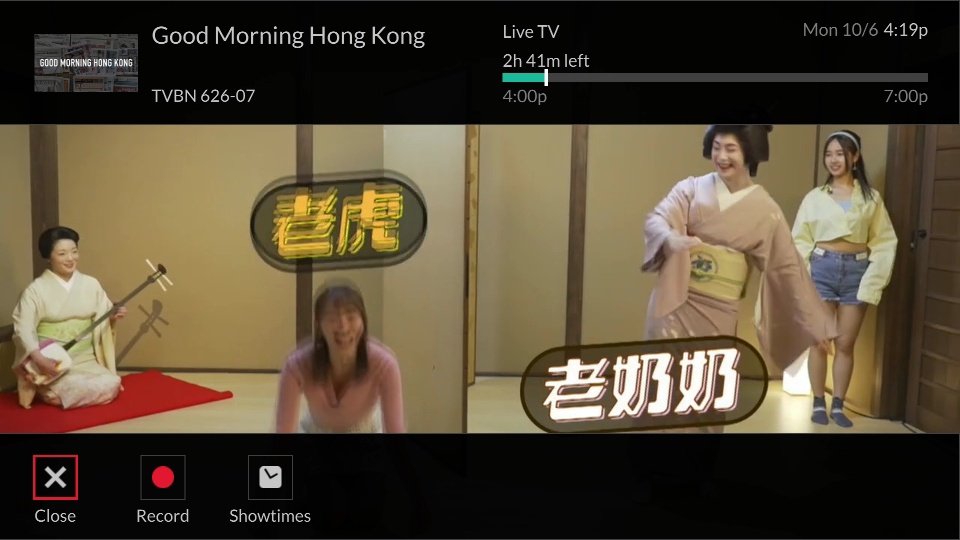 Good Morning Hong Kong
GOOD MORNING HONG KONG
TVBN 626-07
Live TV
Mon 10/6 4:19p
2h 41m left
4:00p
7:00p
老虎
老奶奶
Close
Record
Showtimes